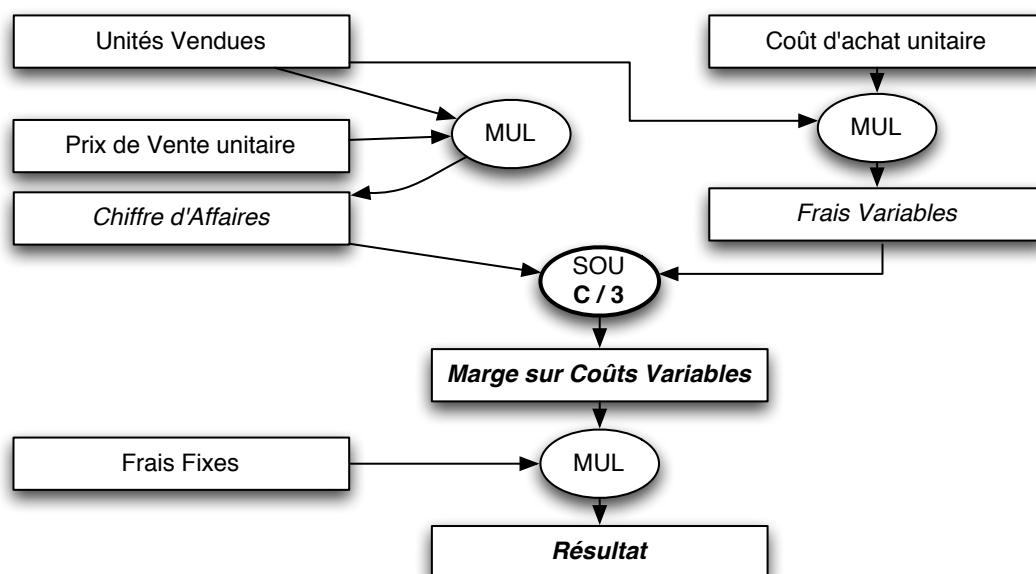 Unités Vendues
Coût d'achat unitaire
MUL
MUL
Prix de Vente unitaire
Chiffre d'Affaires
Frais Variables
SOU
C / 3
Marge sur Coûts Variables
Frais Fixes
MUL
Résultat